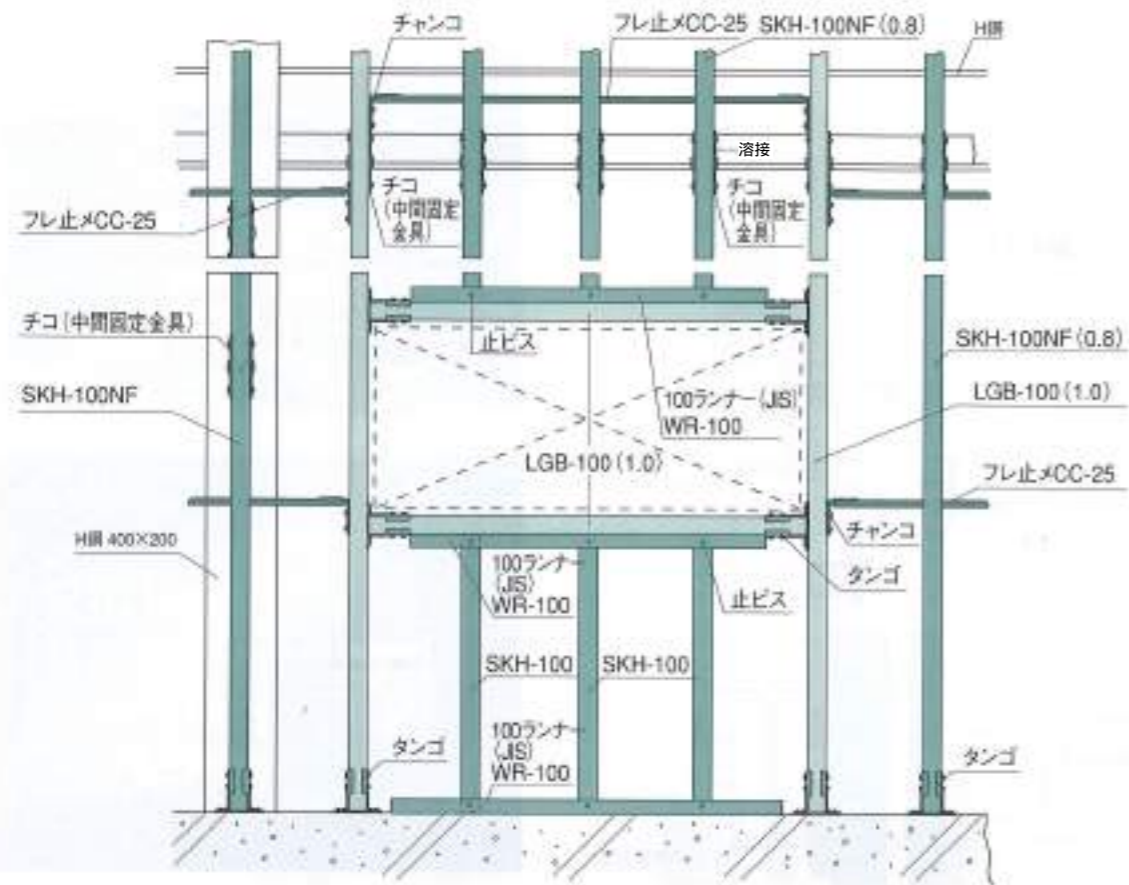 チャンコ
フレ止メCC-25
SKH-100NF(0.8)
H鋼
溶接
チコ
(中間固定
金具)
チコ
(中間固定
金具)
フレ止メCC-25
チコ(中間固定金具)
SKH-100NF
止ビス
100ランナー(JIS)
WR-100
SKH-100NF(0.8)
LGB-100(1.0)
LGB-100(1.0)
フレ止メCC-25
チャンコ
タンゴ
H鋼 400×200
100ランナー
(JIS)
WR-100
止ビス
SKH-100
SKH-100
100ランナー
(JIS)
WR-100
タンゴ
タンゴ